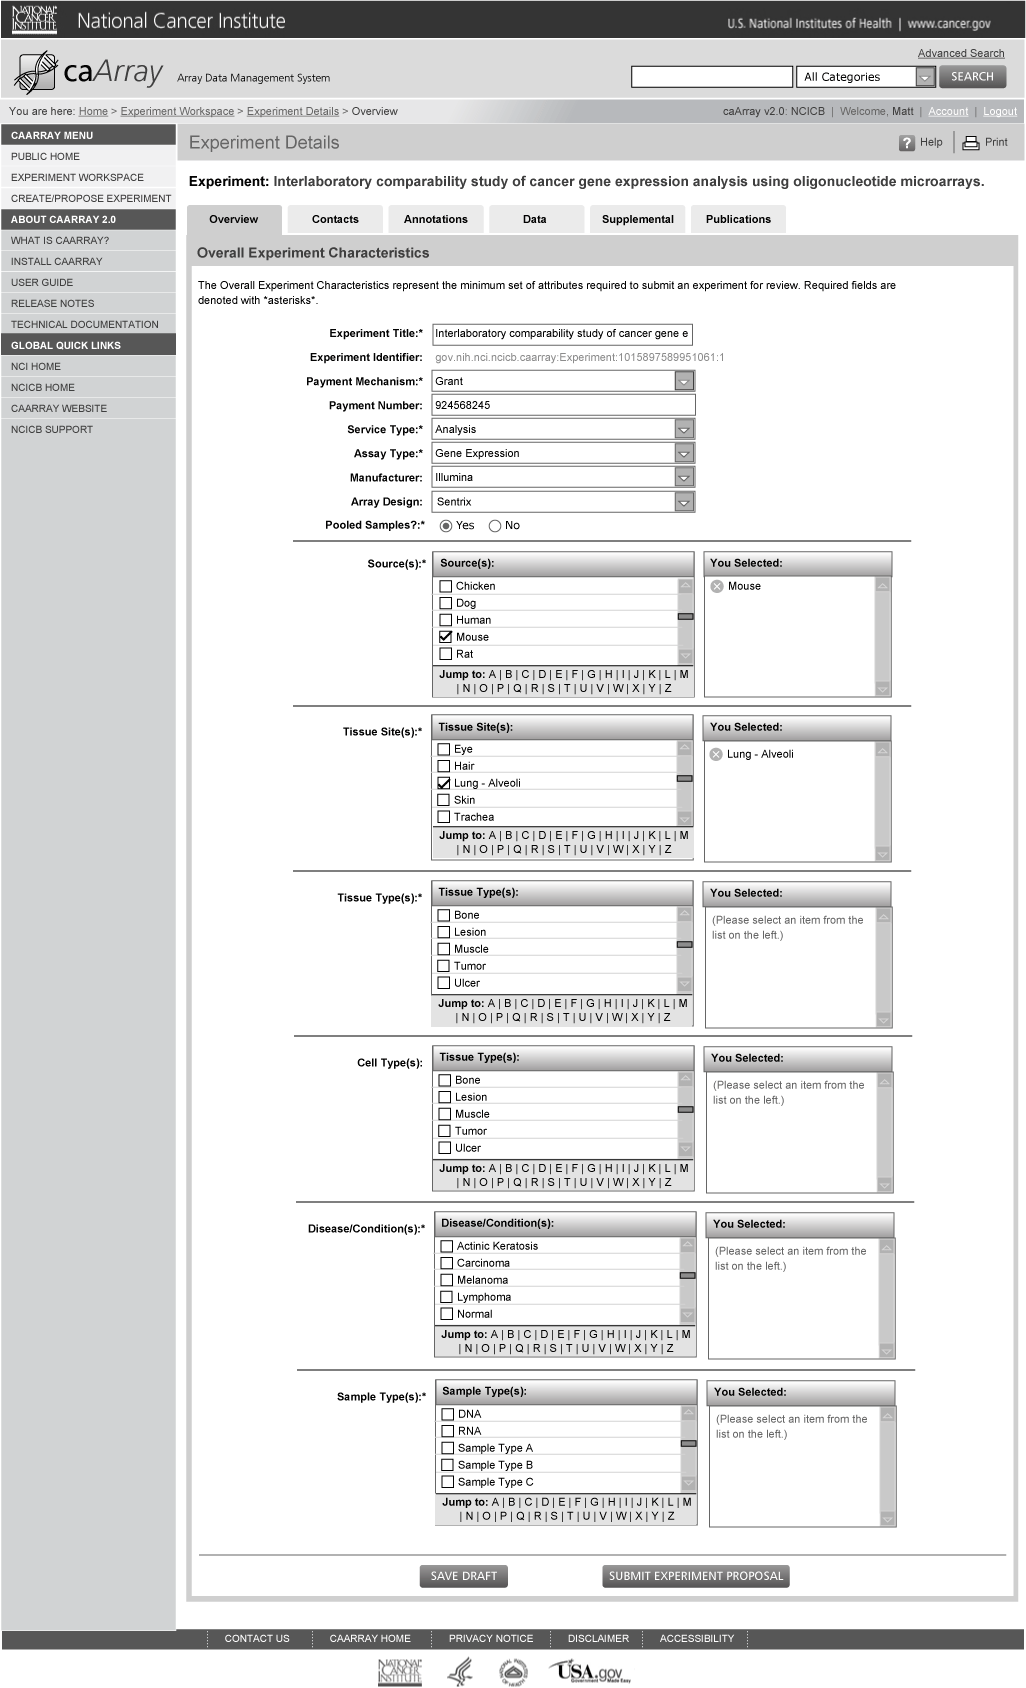 NATIONAL CANCER INSTITUTE National Cancer Institute U.S. National Institutes of Health | www.cancer.gov
Advanced Search
caArray Array Data Management System All Categories SEARCH
You are here: Home > Experiment Workspace > Experiment Details > Overview caArray v2.0: NCICB | Welcome, Matt | Account | Logout
CAARRAY MENU
PUBLIC HOME
EXPERIMENT WORKSPACE
CREATE/PROPOSE EXPERIMENT
ABOUT CAARRAY 2.0
WHAT IS CAARRAY?
INSTALL CAARRAY
USER GUIDE
RELEASE NOTES
TECHNICAL DOCUMENTATION
GLOBAL QUICK LINKS
NCI HOME
NCICB HOME
CAARRAY WEBSITE
NCICB SUPPORT
Experiment Details ? Help Print
Experiment: Interlaboratory comparability study of cancer gene expression analysis using oligonucleotide microarrays.
Overview Contacts Annotations Data Supplemental Publications
Overall Experiment Characteristics
The Overall Experiment Characteristics represent the minimum set of attributes required to submit an experiment for review. Required fields are
denoted with *asterisks*.
Experiment Title:* Interlaboratory comparability study of cancer gene e
Experiment Identifier: gov.nih.nci.ncicb.caarray:Experiment:1015897589951061:1
Payment Mechanism:* Grant
Payment Number: 924568245
Service Type:* Analysis
Assay Type:* Gene Expression
Manufacturer: Illumina
Array Design: Sentrix
Pooled Samples?:* Yes No
Source(s):* Source(s): You Selected:
Chicken Mouse
Dog
Human
Mouse
Rat
Jump to: A | B | C | D | E | F | G | H | I | J | K | L | M
| N | O | P | Q | R | S | T | U | V | W | X | Y | Z
Tissue Site(s):* Tissue Site(s): You Selected:
Eye Lung - Alveoli
Hair
Lung - Alveoli
Skin
Trachea
Jump to: A | B | C | D | E | F | G | H | I | J | K | L | M
| N | O | P | Q | R | S | T | U | V | W | X | Y | Z
Tissue Type(s):* Tissue Type(s): You Selected:
Bone (Please select an item from the
Lesion list on the left.)
Muscle
Tumor
Ulcer
Jump to: A | B | C | D | E | F | G | H | I | J | K | L | M
| N | O | P | Q | R | S | T | U | V | W | X | Y | Z
Cell Type(s): Tissue Type(s): You Selected:
Bone (Please select an item from the
Lesion list on the left.)
Muscle
Tumor
Ulcer
Jump to: A | B | C | D | E | F | G | H | I | J | K | L | M
| N | O | P | Q | R | S | T | U | V | W | X | Y | Z
Disease/Condition(s):* Disease/Condition(s): You Selected:
Actinic Keratosis (Please select an item from the
Carcinoma list on the left.)
Melanoma
Lymphoma
Normal
Jump to: A | B | C | D | E | F | G | H | I | J | K | L | M
| N | O | P | Q | R | S | T | U | V | W | X | Y | Z
Sample Type(s):* Sample Type(s): You Selected:
DNA (Please select an item from the
RNA list on the left.)
Sample Type A
Sample Type B
Sample Type C
Jump to: A | B | C | D | E | F | G | H | I | J | K | L | M
| N | O | P | Q | R | S | T | U | V | W | X | Y | Z
SAVE DRAFT SUBMIT EXPERIMENT PROPOSAL
CONTACT US CAARRAY HOME PRIVACY NOTICE DISCLAIMER ACCESSIBILITY
NATIONAL CANCER INSTITUTE USA.gov
Government Made Easy